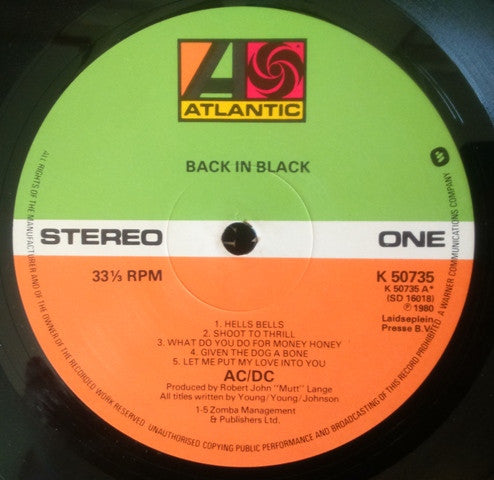 ATLANTIC
BACK IN BLACK
STEREO
ONE
33⅓ RPM
K 50735
K 50735 A*
(SD 16018)
℗ 1980
Laidseplein
Presse B.V.
1. HELLS BELLS
2. SHOOT TO THRILL
3. WHAT DO YOU DO FOR MONEY HONEY
4. GIVEN THE DOG A BONE
5. LET ME PUT MY LOVE INTO YOU
AC/DC
Produced by Robert John "Mutt" Lange
All titles written by Young/Young/Johnson
1-5 Zomba Management
& Publishers Ltd.
ALL RIGHTS OF THE MANUFACTURER AND OF THE OWNER OF THE RECORDED WORK RESERVED. UNAUTHORISED COPYING PUBLIC PERFORMANCE AND BROADCASTING OF THIS RECORD PROHIBITED. A WARNER COMMUNICATIONS COMPANY